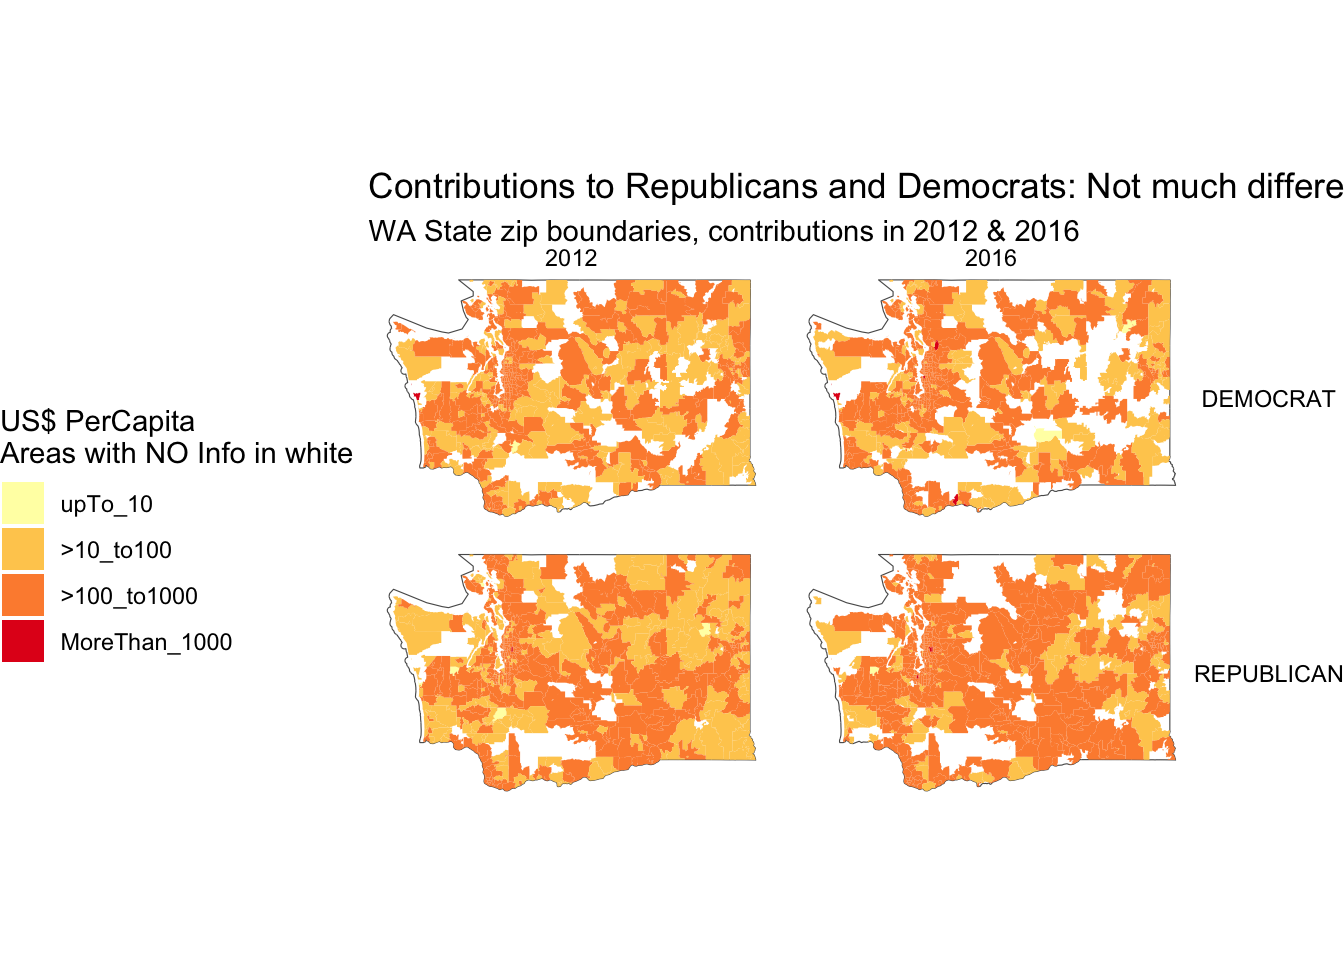 Contributions to Republicans and Democrats: Not much differe
WA State zip boundaries, contributions in 2012 & 2016
2012
2016
DEMOCRAT
REPUBLICAN
US$ PerCapita
Areas with NO Info in white
upTo_10
>10_to100
>100_to1000
MoreThan_1000